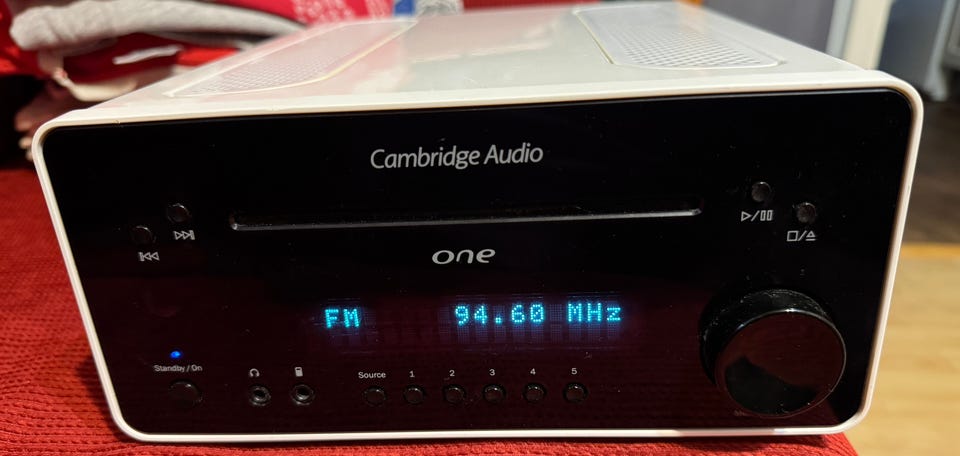 Cambridge Audio
one
FM 94.60 MHz
Standby / On
Source 1 2 3 4 5